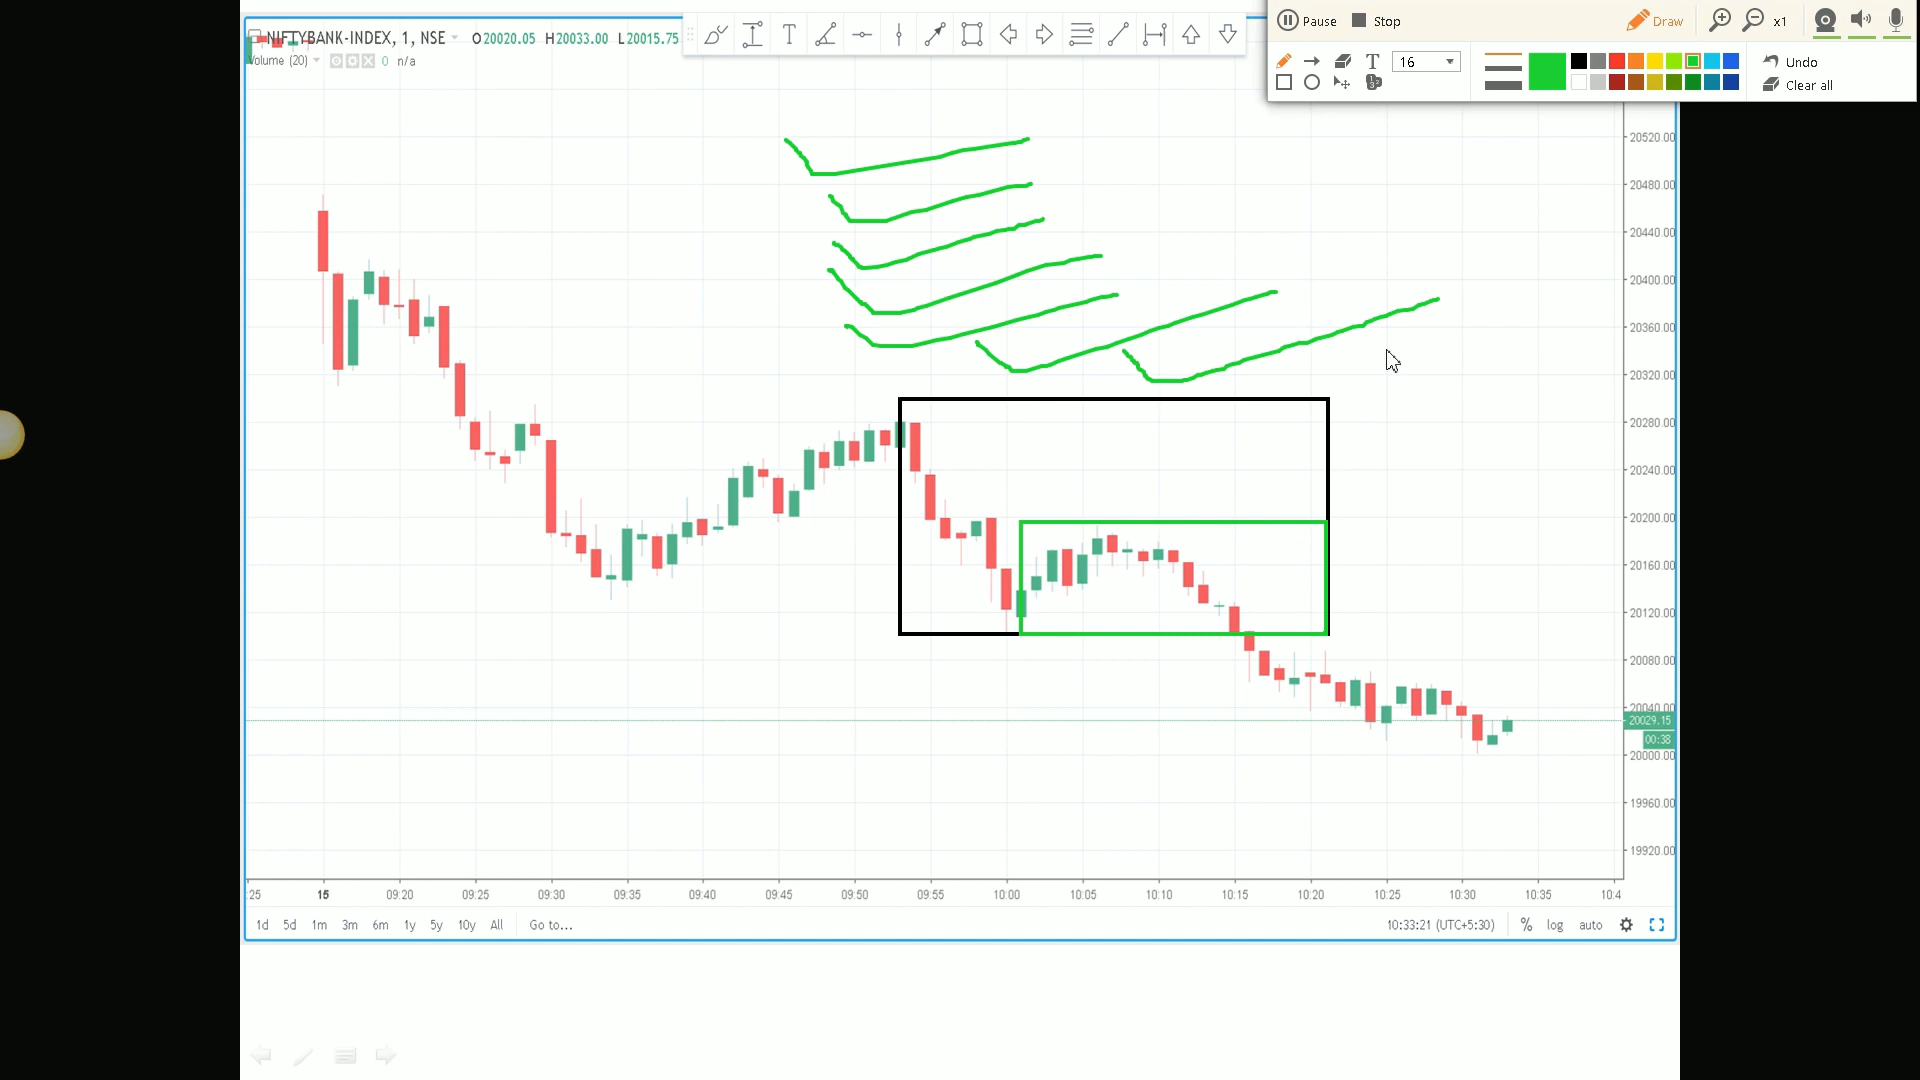 Pause Stop Draw x1
NIFTYBANK-INDEX, 1, NSE O20020.05 H20033.00 L20015.75
T
T 16 Undo
Volume (20) 0 n/a
Clear all
20520.00
20480.00
20440.00
20400.00
20360.00
20320.00
20280.00
20240.00
20200.00
20160.00
20120.00
20080.00
20040.00
20029.15
00:38
20000.00
19960.00
19920.00
:25 15 09:20 09:25 09:30 09:35 09:40 09:45 09:50 09:55 10:00 10:05 10:10 10:15 10:20 10:25 10:30 10:35 10:4
1d 5d 1m 3m 6m 1y 5y 10y All Go to... 10:33:21 (UTC+5:30) % log auto